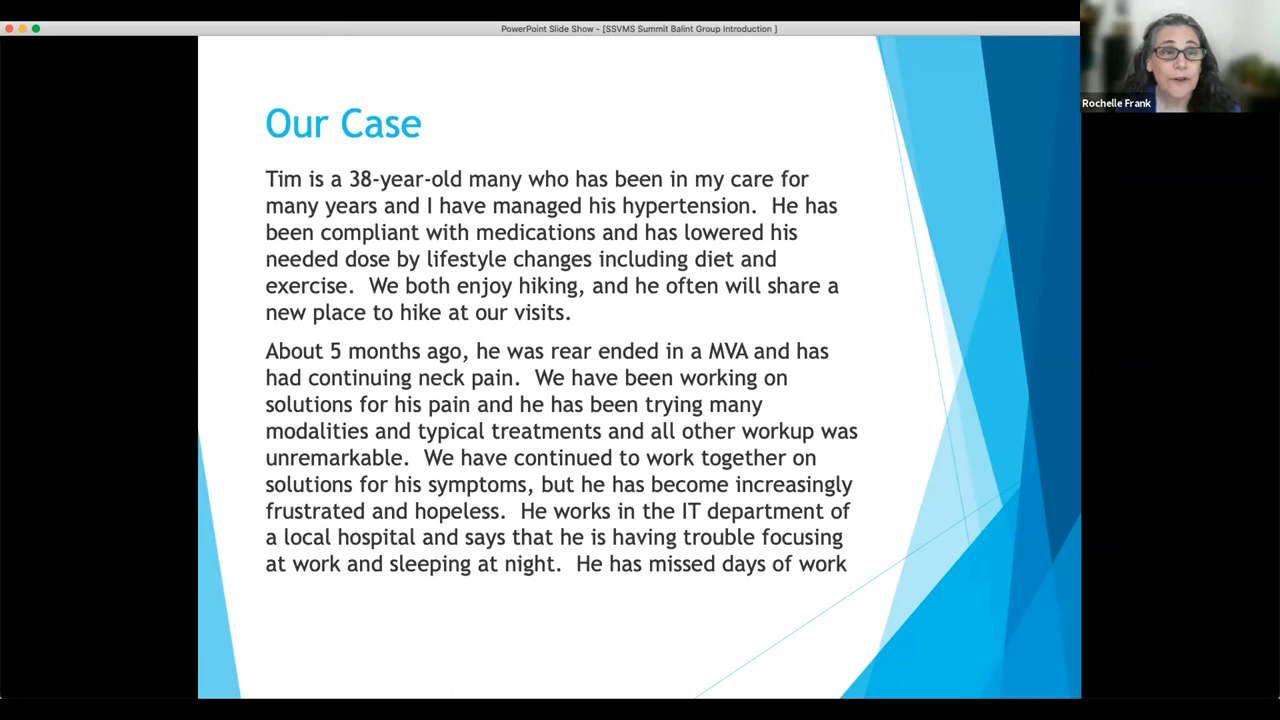 PowerPoint Slide Show - [SSVMS Summit Balint Group Introduction ]
Rochelle Frank
Our Case
Tim is a 38-year-old many who has been in my care for
many years and I have managed his hypertension. He has
been compliant with medications and has lowered his
needed dose by lifestyle changes including diet and
exercise. We both enjoy hiking, and he often will share a
new place to hike at our visits.
About 5 months ago, he was rear ended in a MVA and has
had continuing neck pain. We have been working on
solutions for his pain and he has been trying many
modalities and typical treatments and all other workup was
unremarkable. We have continued to work together on
solutions for his symptoms, but he has become increasingly
frustrated and hopeless. He works in the IT department of
a local hospital and says that he is having trouble focusing
at work and sleeping at night. He has missed days of work